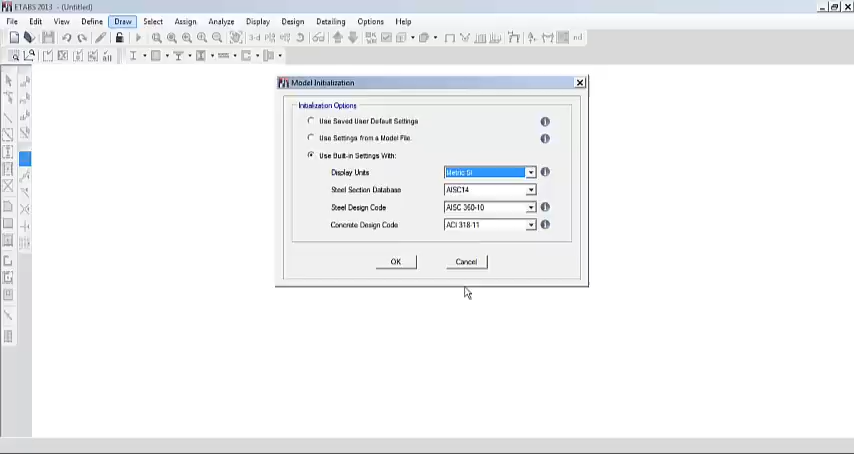 ETABS 2013 - (Untitled)
File Edit View Define Draw Select Assign Analyze Display Design Detailing Options Help
3-d
nd
all
Model Initialization
Initialization Options
Use Saved User Default Settings
Use Settings from a Model File.
Use Built-in Settings With:
Display Units Metric SI
Steel Section Database AISC14
Steel Design Code AISC 360-10
Concrete Design Code ACI 318-11
OK Cancel